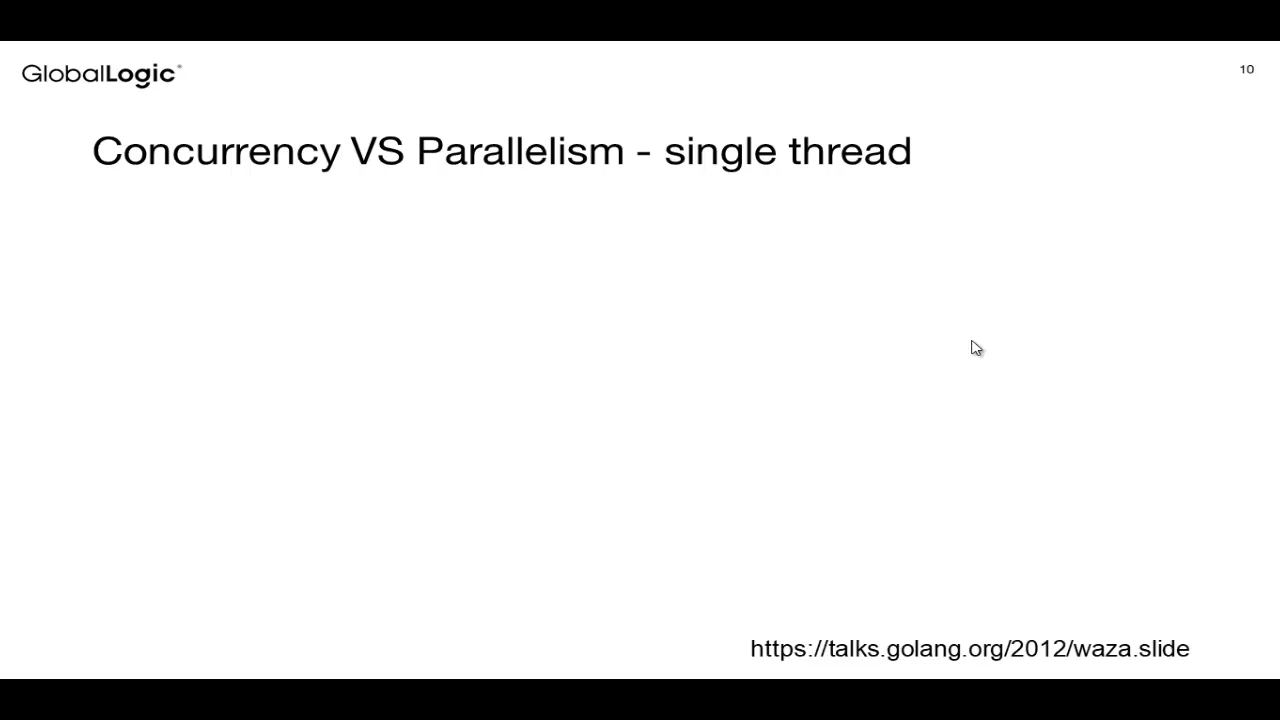 GlobalLogic®
10
Concurrency VS Parallelism - single thread
https://talks.golang.org/2012/waza.slide